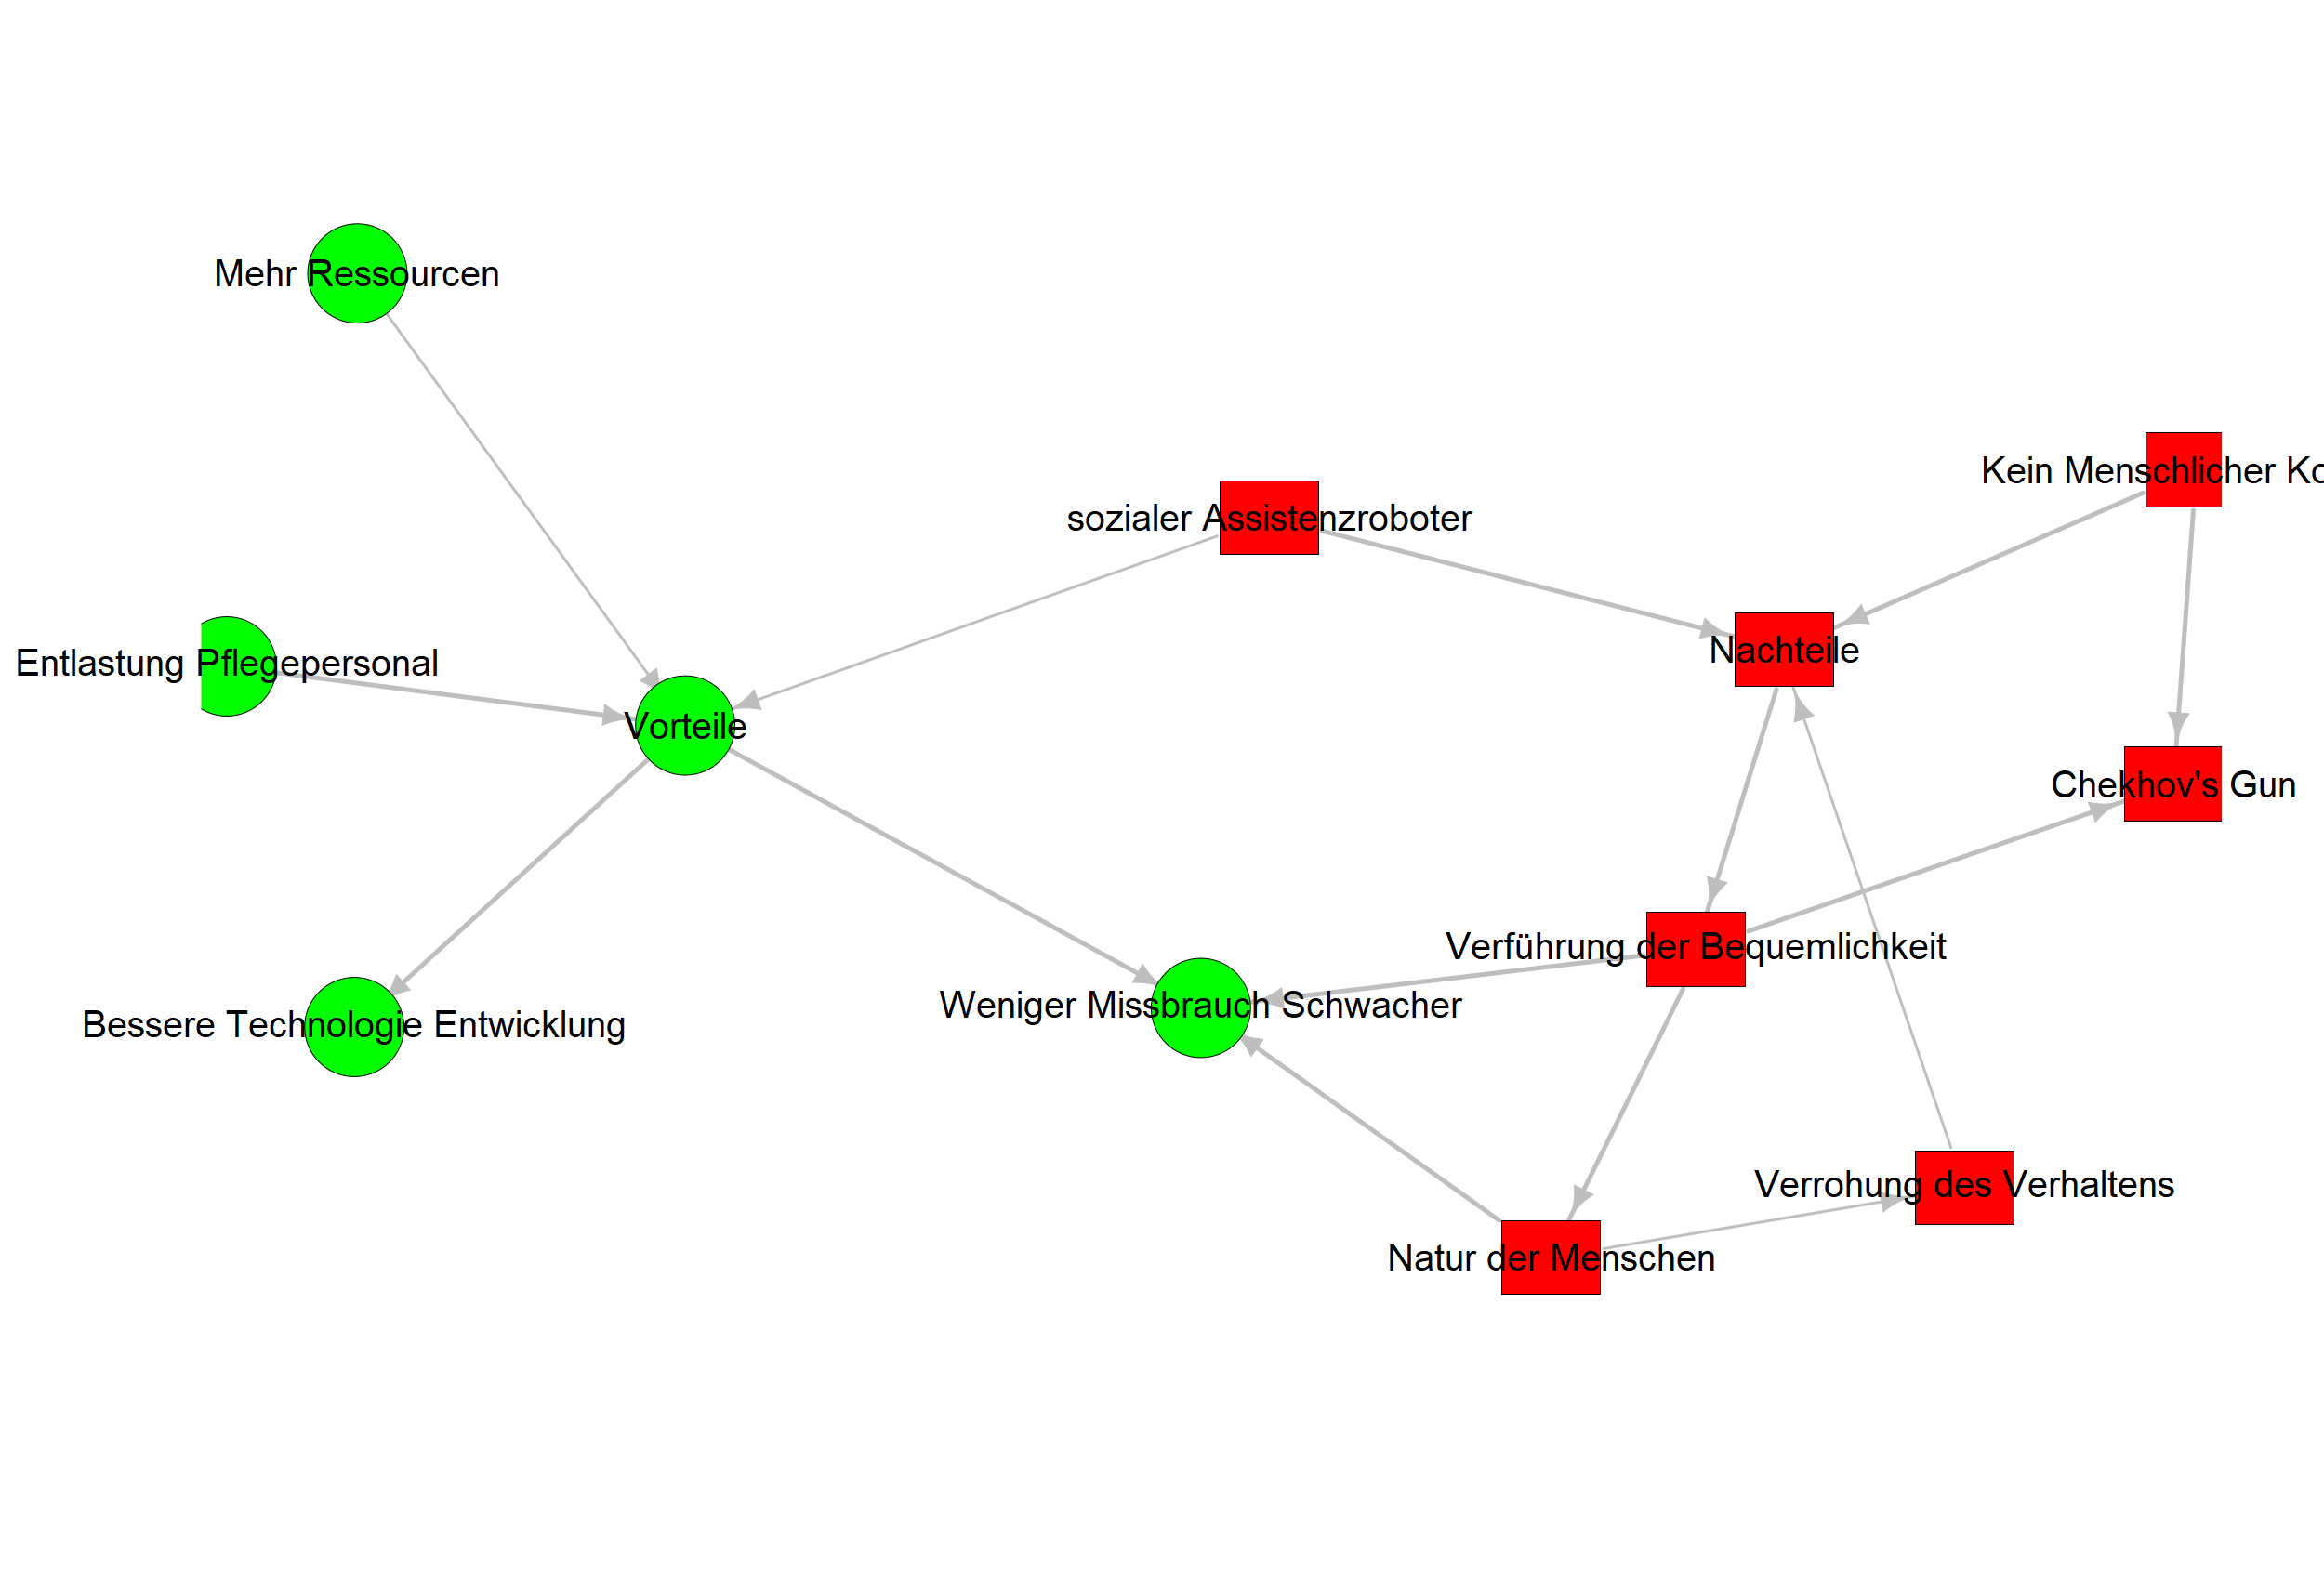 Mehr Ressourcen
Kein Menschlicher
sozialer Assistenzroboter
Nachteile
Entlastung Pflegepersonal
Vorteile
Chekhov's Gun
Verführung der Bequemlichkeit
Weniger Missbrauch Schwacher
Bessere Technologie Entwicklung
Verrohung des Verhaltens
Natur der Menschen